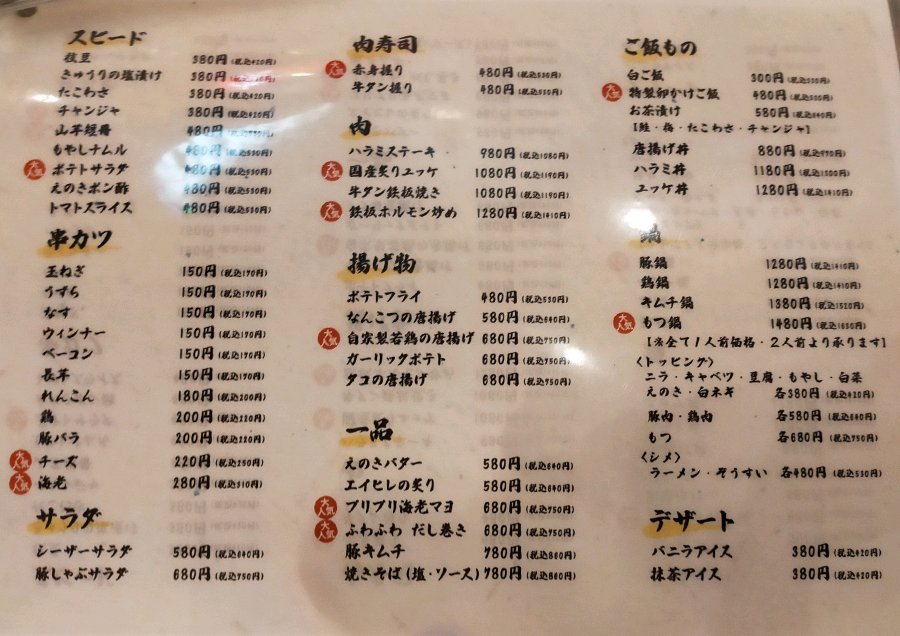 スピード
枝豆 380円(税込420円)
きゅうりの塩漬け 380円
たこわさ 380円(税込420円)
チャンジャ 380円(税込420円)
山芋短冊 480円(税込530円)
もやしナムル 480円(税込530円)
大人気 ポテトサラダ 480円(税込530円)
えのきポン酢 480円(税込530円)
トマトスライス 480円(税込530円)
串カツ
玉ねぎ 150円(税込170円)
うずら 150円(税込170円)
なす 150円(税込170円)
ウィンナー 150円(税込170円)
ベーコン 150円(税込170円)
長芋 150円(税込170円)
れんこん 180円(税込200円)
鶏 200円(税込220円)
豚バラ 200円(税込220円)
大人気 チーズ 220円(税込250円)
大人気 海老 280円(税込310円)
サラダ
シーザーサラダ 580円(税込640円)
豚しゃぶサラダ 680円(税込750円)
肉寿司
大人気 赤身握り 480円(税込530円)
牛タン握り 480円(税込530円)
肉
ハラミステーキ 980円(税込1080円)
大人気 国産炙りユッケ 1080円(税込1190円)
牛タン鉄板焼き 1080円(税込1190円)
大人気 鉄板ホルモン炒め 1280円(税込1410円)
揚げ物
ポテトフライ 480円(税込530円)
なんこつの唐揚げ 580円(税込640円)
大人気 自家製若鶏の唐揚げ 680円(税込750円)
ガーリックポテト 680円(税込750円)
タコの唐揚げ 680円(税込750円)
一品
えのきバター 580円(税込640円)
エイヒレの炙り 580円(税込640円)
大人気 プリプリ海老マヨ 680円(税込750円)
大人気 ふわふわ だし巻き 680円(税込750円)
豚キムチ 780円(税込860円)
焼きそば(塩・ソース) 780円(税込860円)
ご飯もの
白ご飯 300円(税込330円)
大人気 特製卵かけご飯 480円(税込530円)
お茶漬け 580円(税込640円)
【鮭・梅・たこわさ・チャンジャ】
唐揚げ丼 880円(税込970円)
ハラミ丼 1180円(税込1300円)
ユッケ丼 1280円(税込1410円)
鍋
豚鍋 1280円(税込1410円)
鶏鍋 1280円(税込1410円)
キムチ鍋 1380円(税込1520円)
大人気 もつ鍋 1480円(税込1630円)
【※全て1人前価格・2人前より承ります】
〈トッピング〉
ニラ・キャベツ・豆腐・もやし・白菜
えのき・白ネギ 各380円(税込420円)
豚肉・鶏肉 各580円(税込640円)
もつ 各680円(税込750円)
〈シメ〉
ラーメン・ぞうすい 各480円(税込530円)
デザート
バニラアイス 380円(税込420円)
抹茶アイス 380円(税込420円)